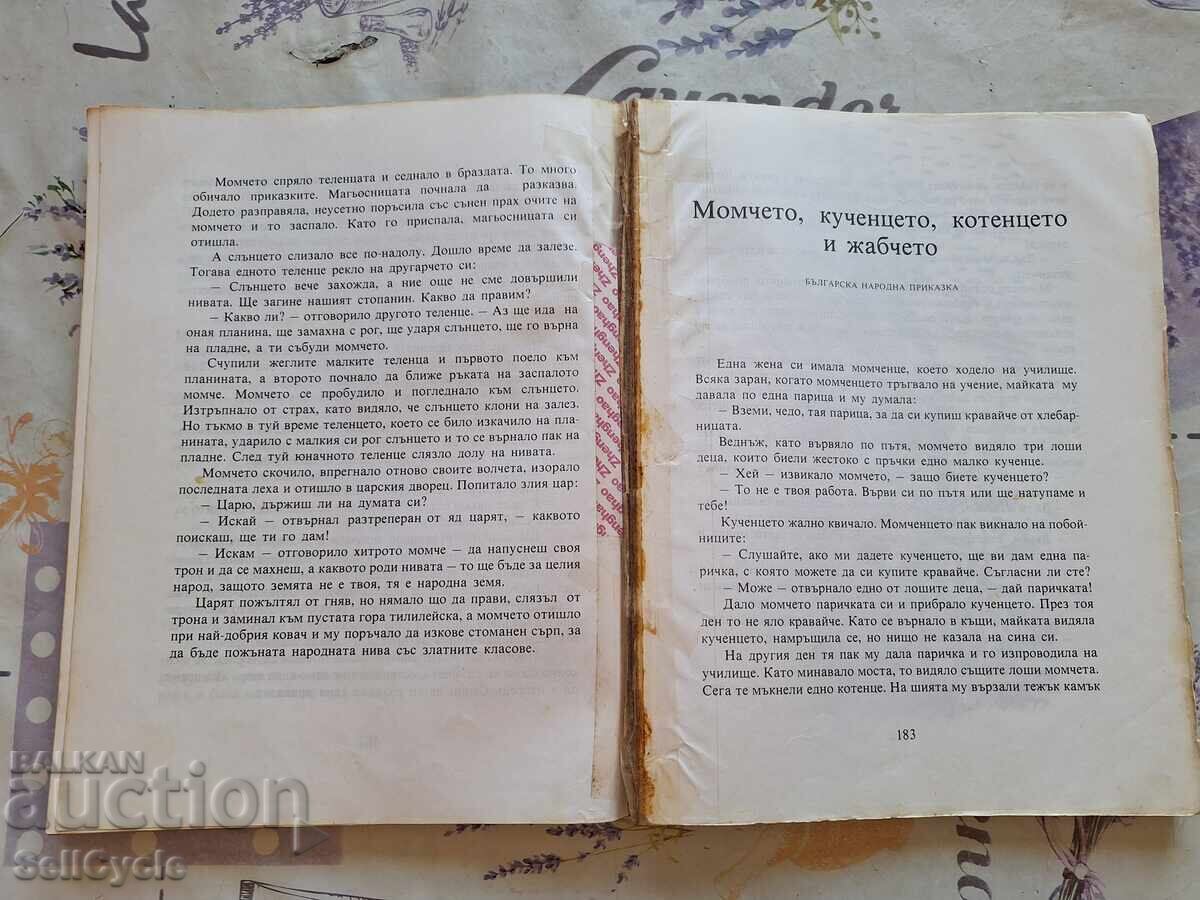 Lavender
Момчето спряло теленцата и седнало в браздата. То много
обичало приказките. Магьосницата почнала да разказва.
Додето разправяла, неусетно поръсила със сънен прах очите на
момчето и то заспало. Като го приспала, магьосницата си
отишла.
А слънцето слизало все по-надолу. Дошло време да залезе.
Тогава едното теленце рекло на другарчето си:
— Слънцето вече захожда, а ние още не сме довършили
нивата. Ще загине нашият стопанин. Какво да правим?
— Какво ли? — отговорило другото теленце. — Аз ще ида на
оная планина, ще замахна с рог, ще ударя слънцето, ще го върна
на пладне, а ти събуди момчето.
Счупили жеглите малките теленца и първото поело към
планината, а второто почнало да ближе ръката на заспалото
момче. Момчето се пробудило и погледнало към слънцето.
Изтръпнало от страх, като видяло, че слънцето клони на залез.
Но тъкмо в туй време теленцето, което се било изкачило на пла-
нината, ударило с малкия си рог слънцето и то се върнало пак на
пладне. След туй юначното теленце слязло долу на нивата.
Момчето скочило, впрегнало отново своите волчета, изорало
последната леха и отишло в царския дворец. Попитало злия цар:
— Царю, държиш ли на думата си?
— Искай — отвърнал разтреперан от яд царят, — каквото
поискаш, ще ти го дам!
— Искам — отговорило хитрото момче — да напуснеш своя
трон и да се махнеш, а каквото роди нивата — то ще бъде за целия
народ, защото земята не е твоя, тя е народна земя.
Царят пожълтял от гняв, но нямало що да прави, слязъл от
трона и заминал към пустата гора тилилейска, а момчето отишло
при най-добрия ковач и му поръчало да изкове стоманен сърп, за
да бъде пожъната народната нива със златните класове.
Zhenghao
Момчето, кученцето, котенцето
и жабчето
БЪЛГАРСКА НАРОДНА ПРИКАЗКА
Една жена си имала момченце, което ходело на училище.
Всяка заран, когато момченцето тръгвало на учение, майката му
давала по една парица и му думала:
— Вземи, чедо, тая парица, за да си купиш кравайче от хлебар-
ницата.
Веднъж, като вървяло по пътя, момчето видяло три лоши
деца, които биели жестоко с пръчки едно малко кученце.
— Хей — извикало момчето, — защо биете кученцето?
— То не е твоя работа. Върви си по пътя или ще натупаме и
тебе!
Кученцето жално квичало. Момченцето пак викнало на побой-
ниците:
— Слушайте, ако ми дадете кученцето, ще ви дам една па-
ричка, с която можете да си купите кравайче. Съгласни ли сте?
— Може — отвърнало едно от лошите деца, — дай паричката!
Дало момчето паричката си и прибрало кученцето. През тоя
ден то не яло кравайче. Като се върнало в къщи, майката видяла
кученцето, намръщила се, но нищо не казала на сина си.
На другия ден тя пак му дала паричка и го изпроводила на
училище. Като минавало моста, то видяло същите лоши момчета.
Сега те мъкнели едно котенце. На шията му вързали тежък камък
183
BALKAN
auction
SellCycle